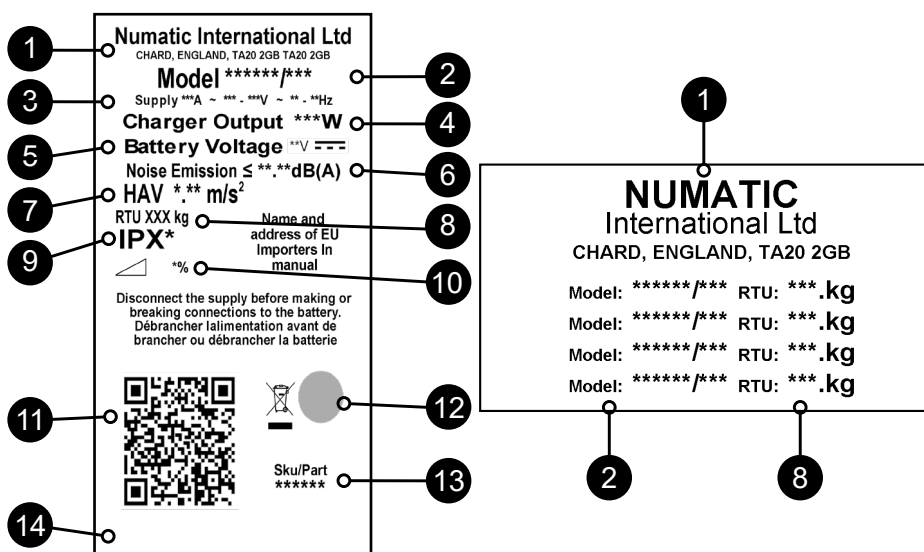 Numatic International Ltd
CHARD, ENGLAND, TA20 2GB TA20 2GB
1
Model ******/***
2
Supply ***A ~ *** - ***V ~ ** - **Hz
3
Charger Output ***W
4
Battery Voltage **V
5
Noise Emission ≤ **.**dB(A)
6
HAV *.** m/s²
7
RTU XXX kg
8
IPX*
9
Name and
address of EU
Importers In
manual
*%
10
Disconnect the supply before making or
breaking connections to the battery.
Débrancher lalimentation avant de
brancher ou débrancher la batterie
11
12
Sku/Part
******
13
14
1
NUMATIC
International Ltd
CHARD, ENGLAND, TA20 2GB
Model: ******/*** RTU: ***.kg
Model: ******/*** RTU: ***.kg
Model: ******/*** RTU: ***.kg
Model: ******/*** RTU: ***.kg
2
8